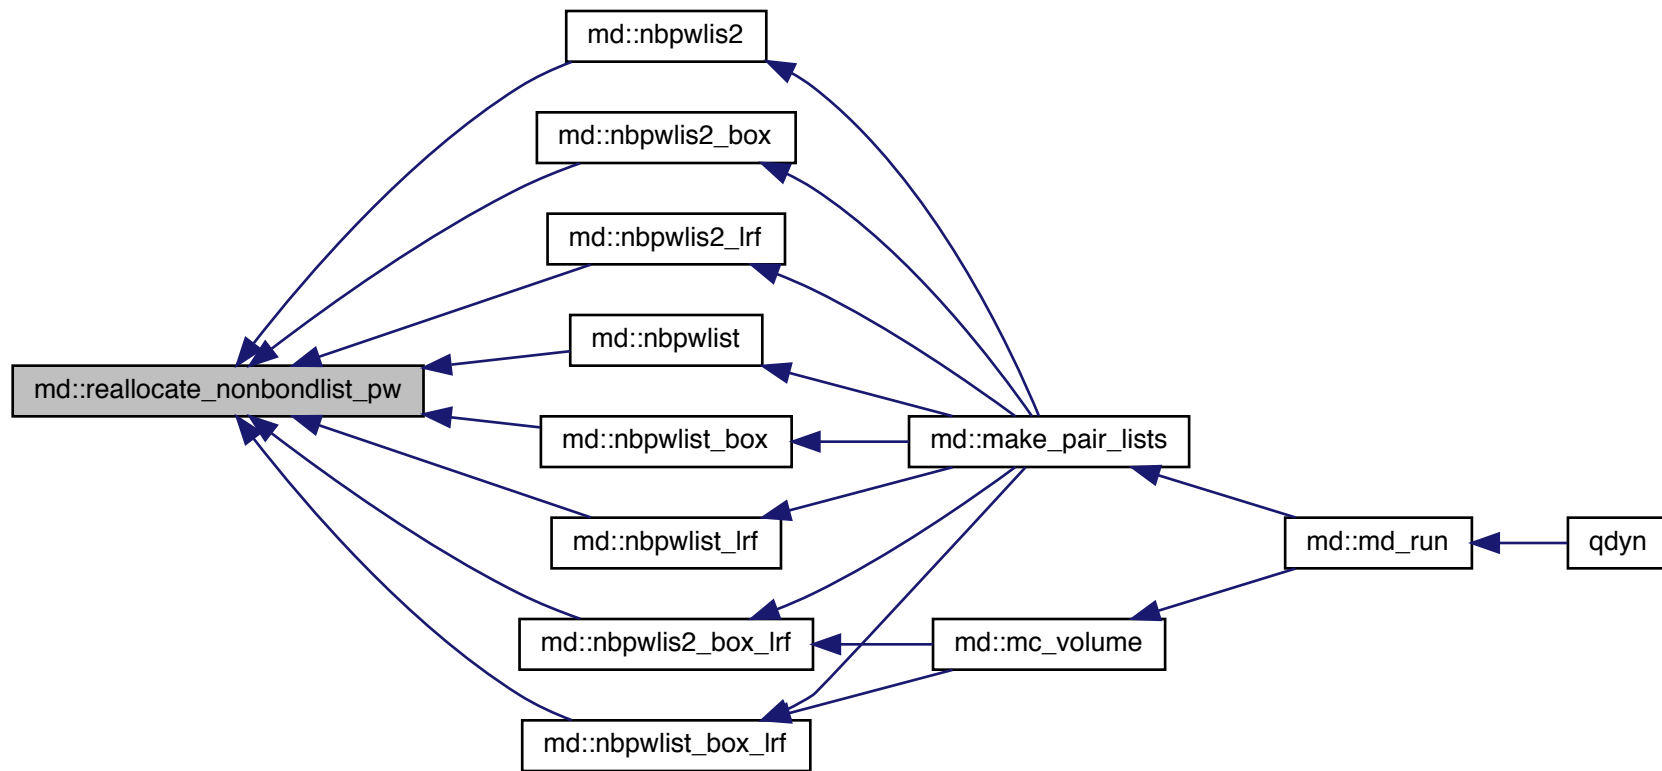 md::nbpwlis2
md::nbpwlis2_box
md::nbpwlis2_lrf
md::nbpwlist
md::reallocate_nonbondlist_pw
md::nbpwlist_box
md::make_pair_lists
md::nbpwlist_lrf
md::md_run
qdyn
md::nbpwlis2_box_lrf
md::mc_volume
md::nbpwlist_box_lrf